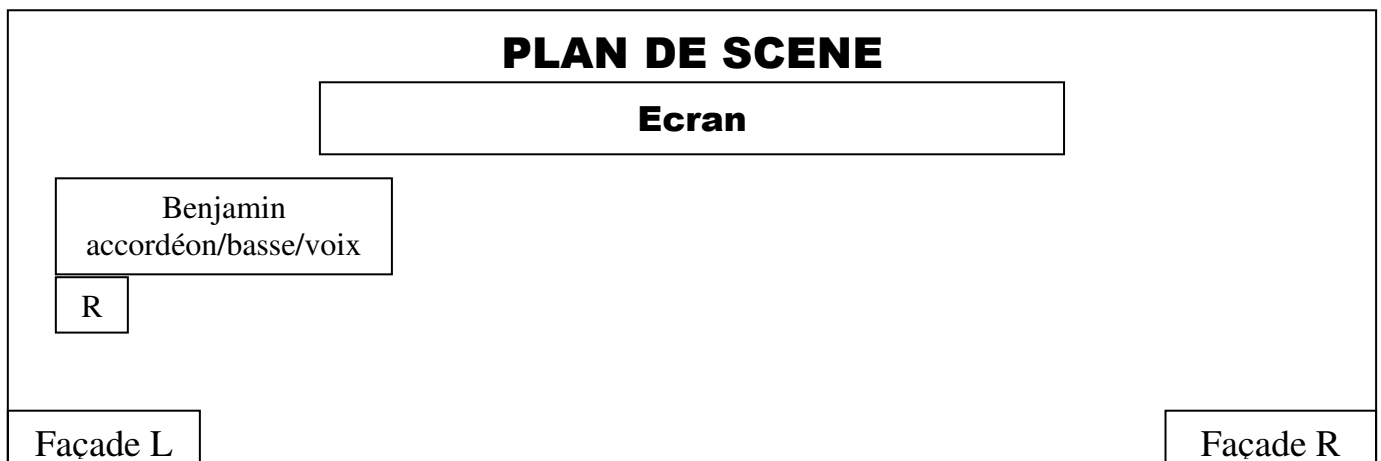 PLAN DE SCENE
Ecran
Benjamin
accordéon/basse/voix
R
Façade L
Façade R